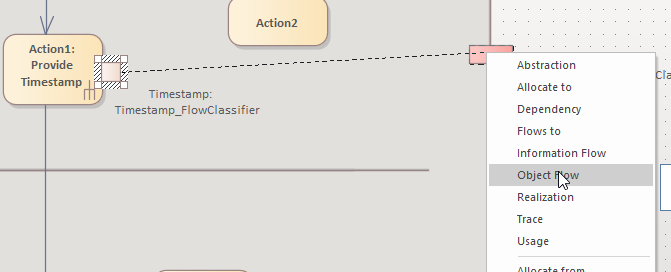 Action2
Action1:
Provide
Timestamp
Timestamp:
Timestamp_FlowClassifier
Abstraction
Allocate to
Dependency
Flows to
Information Flow
Object Flow
Realization
Trace
Usage
Allocate from
Cla